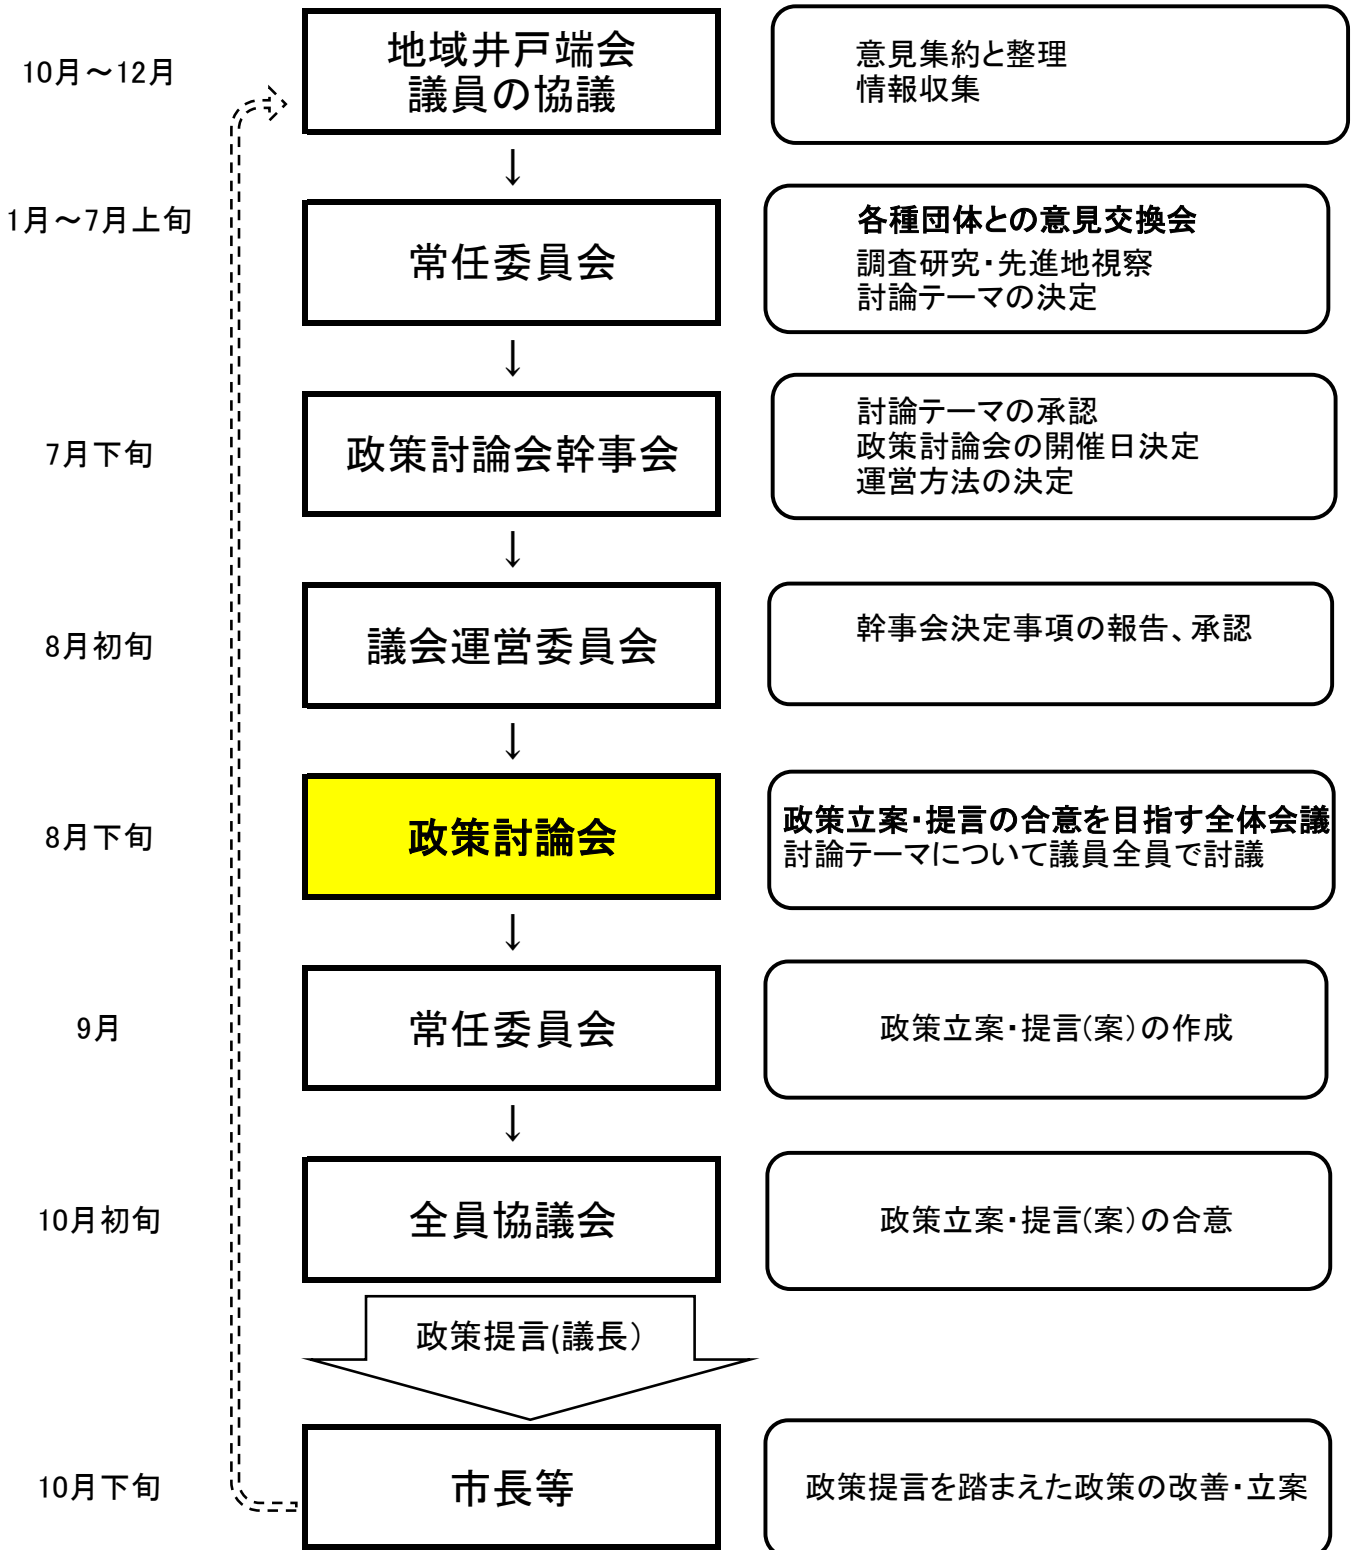 10月～12月
地域井戸端会
議員の協議
意見集約と整理
情報収集
↓
1月～7月上旬
常任委員会
各種団体との意見交換会
調査研究・先進地視察
討論テーマの決定
↓
7月下旬
政策討論会幹事会
討論テーマの承認
政策討論会の開催日決定
運営方法の決定
↓
8月初旬
議会運営委員会
幹事会決定事項の報告、承認
↓
8月下旬
政策討論会
政策立案・提言の合意を目指す全体会議
討論テーマについて議員全員で討議
↓
9月
常任委員会
政策立案・提言(案）の作成
↓
10月初旬
全員協議会
政策立案・提言(案）の合意
政策提言(議長）
10月下旬
市長等
政策提言を踏まえた政策の改善・立案